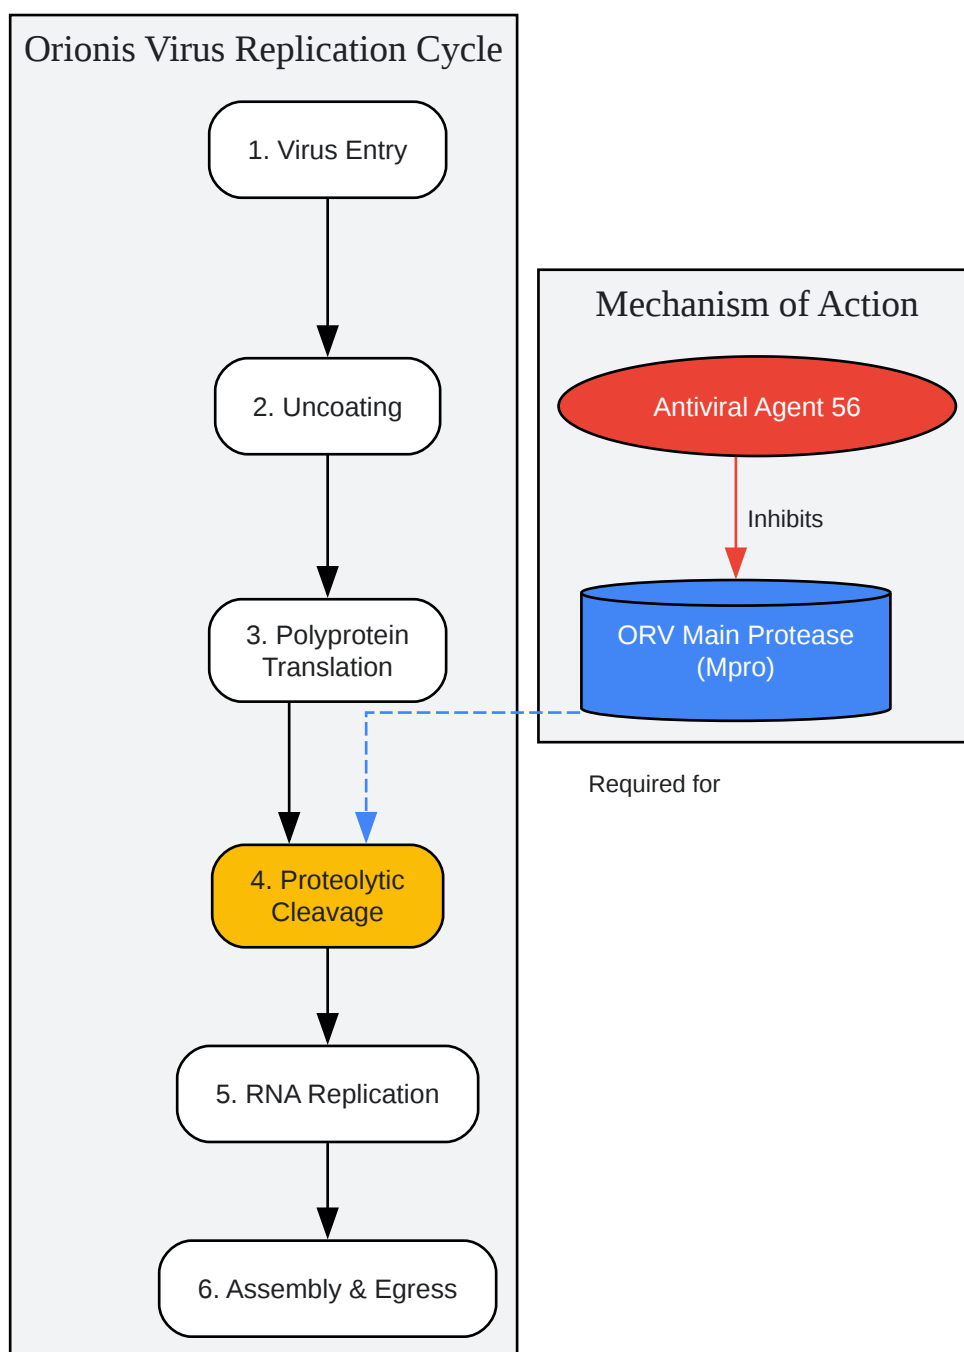 Orionis Virus Replication Cycle
1. Virus Entry
2. Uncoating
3. Polyprotein
Translation
4. Proteolytic
Cleavage
5. RNA Replication
6. Assembly & Egress
Mechanism of Action
Antiviral Agent 56
Inhibits
ORV Main Protease
(Mpro)
Required for